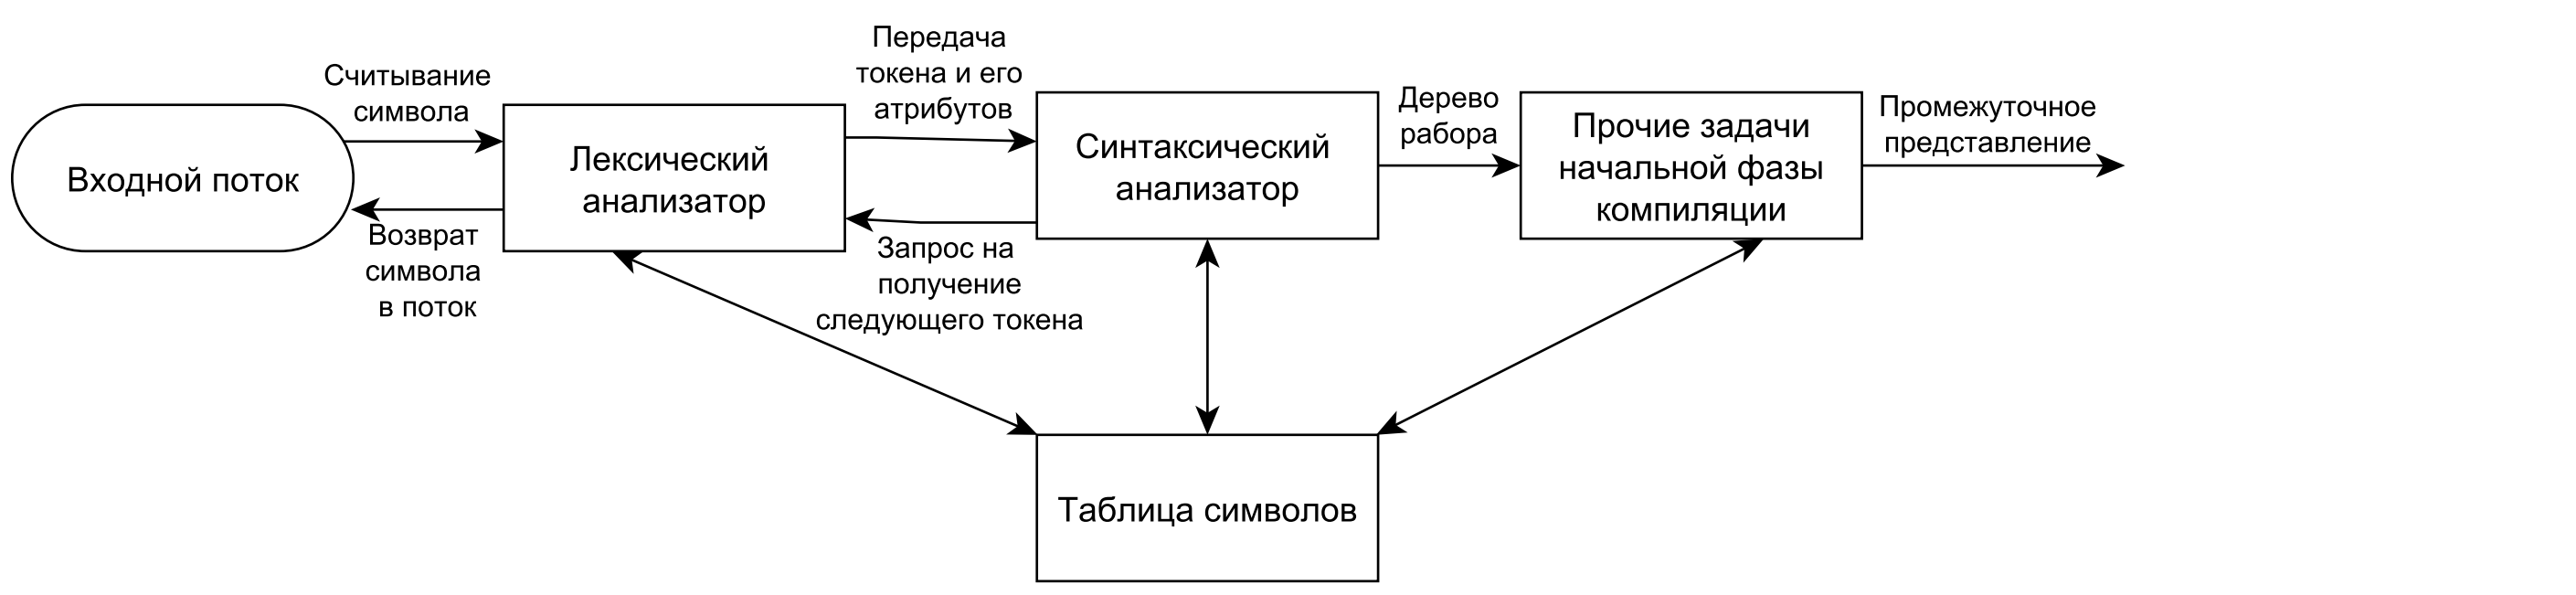 Входной поток
Считывание
символа
Возврат
символа
в поток
Лексический
анализатор
Передача
токена и его
атрибутов
Запрос на
получение
следующего токена
Синтаксический
анализатор
Дерево
рабора
Прочие задачи
начальной фазы
компиляции
Промежуточное
представление
Таблица символов